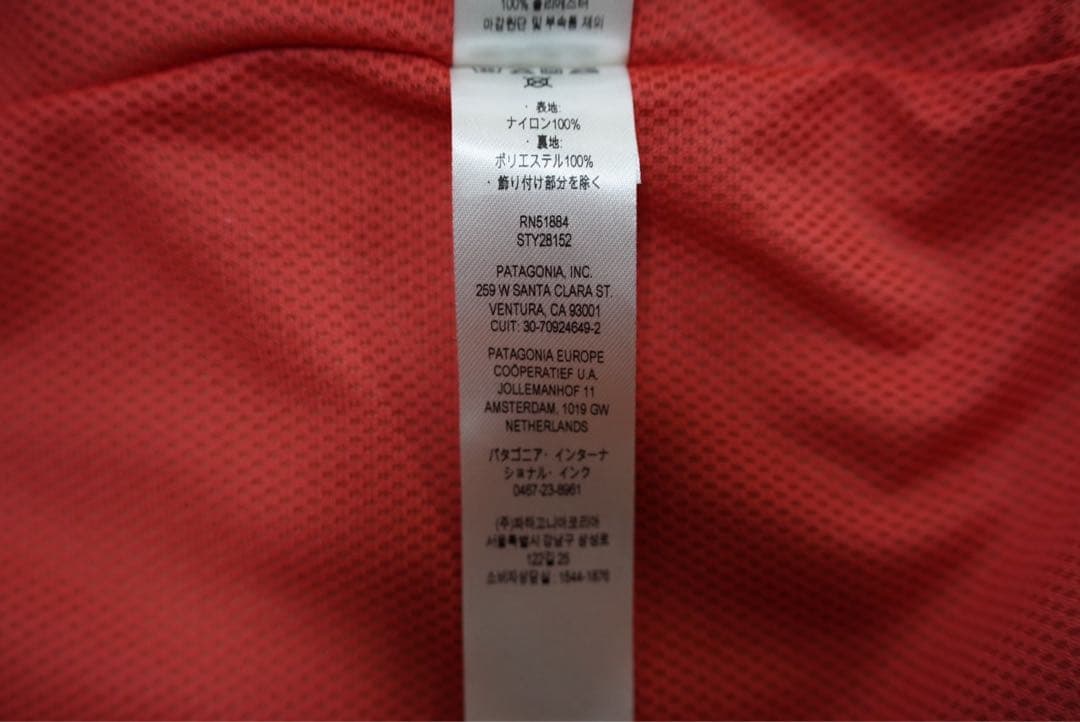 100% 폴리에스터
마감원단 및 부속품 제외
· 表地:
ナイロン100%
· 裏地:
ポリエステル100%
· 飾り付け部分を除く
RN51884
STY28152
PATAGONIA, INC.
259 W SANTA CLARA ST.
VENTURA, CA 93001
CUIT: 30-70924649-2
PATAGONIA EUROPE
COÖPERATIEF U.A.
JOLLEMANHOF 11
AMSTERDAM, 1019 GW
NETHERLANDS
パタゴニア・インターナ
ショナル・インク
0467-23-8961
(주)파타고니아코리아
서울특별시 강남구 삼성로
122길 25
소비자상담실 : 1544-1876